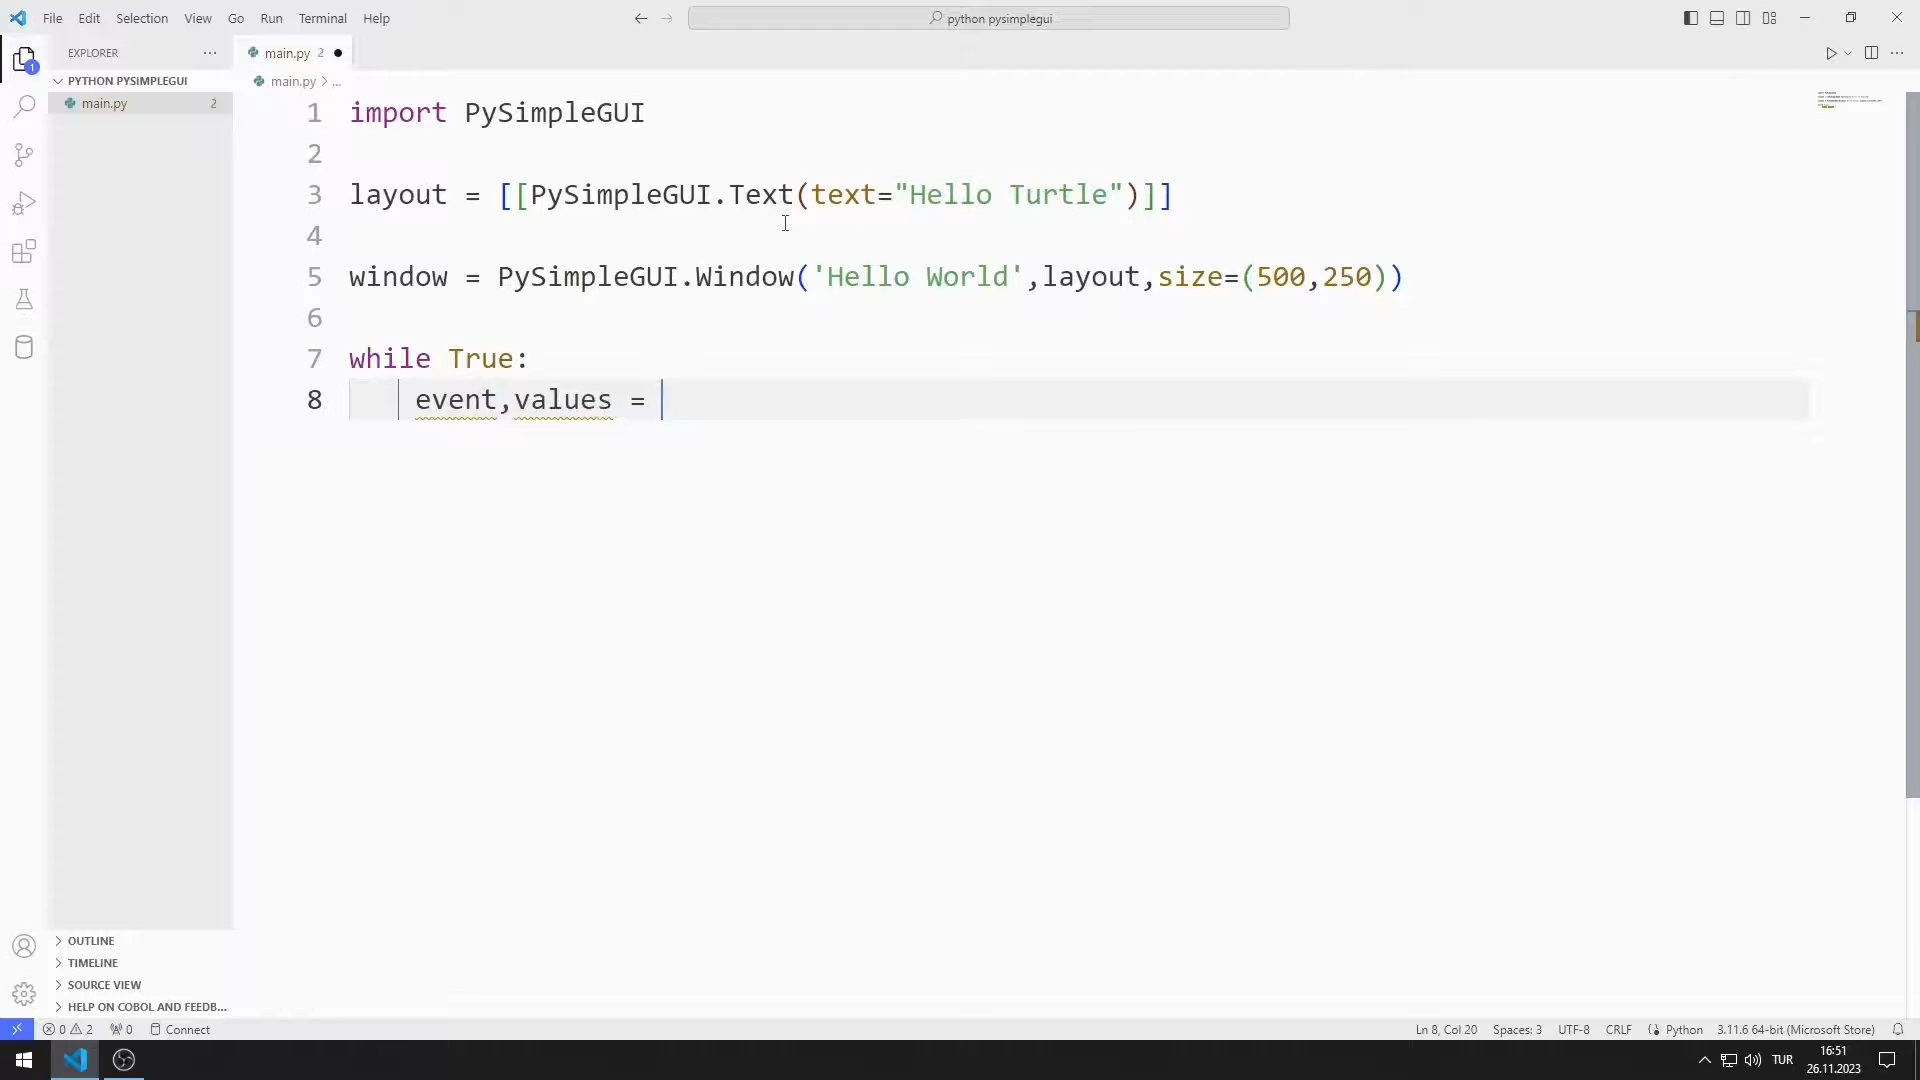 File Edit Selection View Go Run Terminal Help
python pysimplegui
EXPLORER
main.py 2
1
PYTHON PYSIMPLEGUI
main.py > ...
main.py 2
1 import PySimpleGUI
2
3 layout = [[PySimpleGUI.Text(text="Hello Turtle")]]
4
5 window = PySimpleGUI.Window('Hello World',layout,size=(500,250))
6
7 while True:
8 event,values =
OUTLINE
TIMELINE
SOURCE VIEW
HELP ON COBOL AND FEEDB...
0 2 0 Connect
Ln 8, Col 20 Spaces: 3 UTF-8 CRLF Python 3.11.6 64-bit (Microsoft Store)
TUR
16:51
26.11.2023